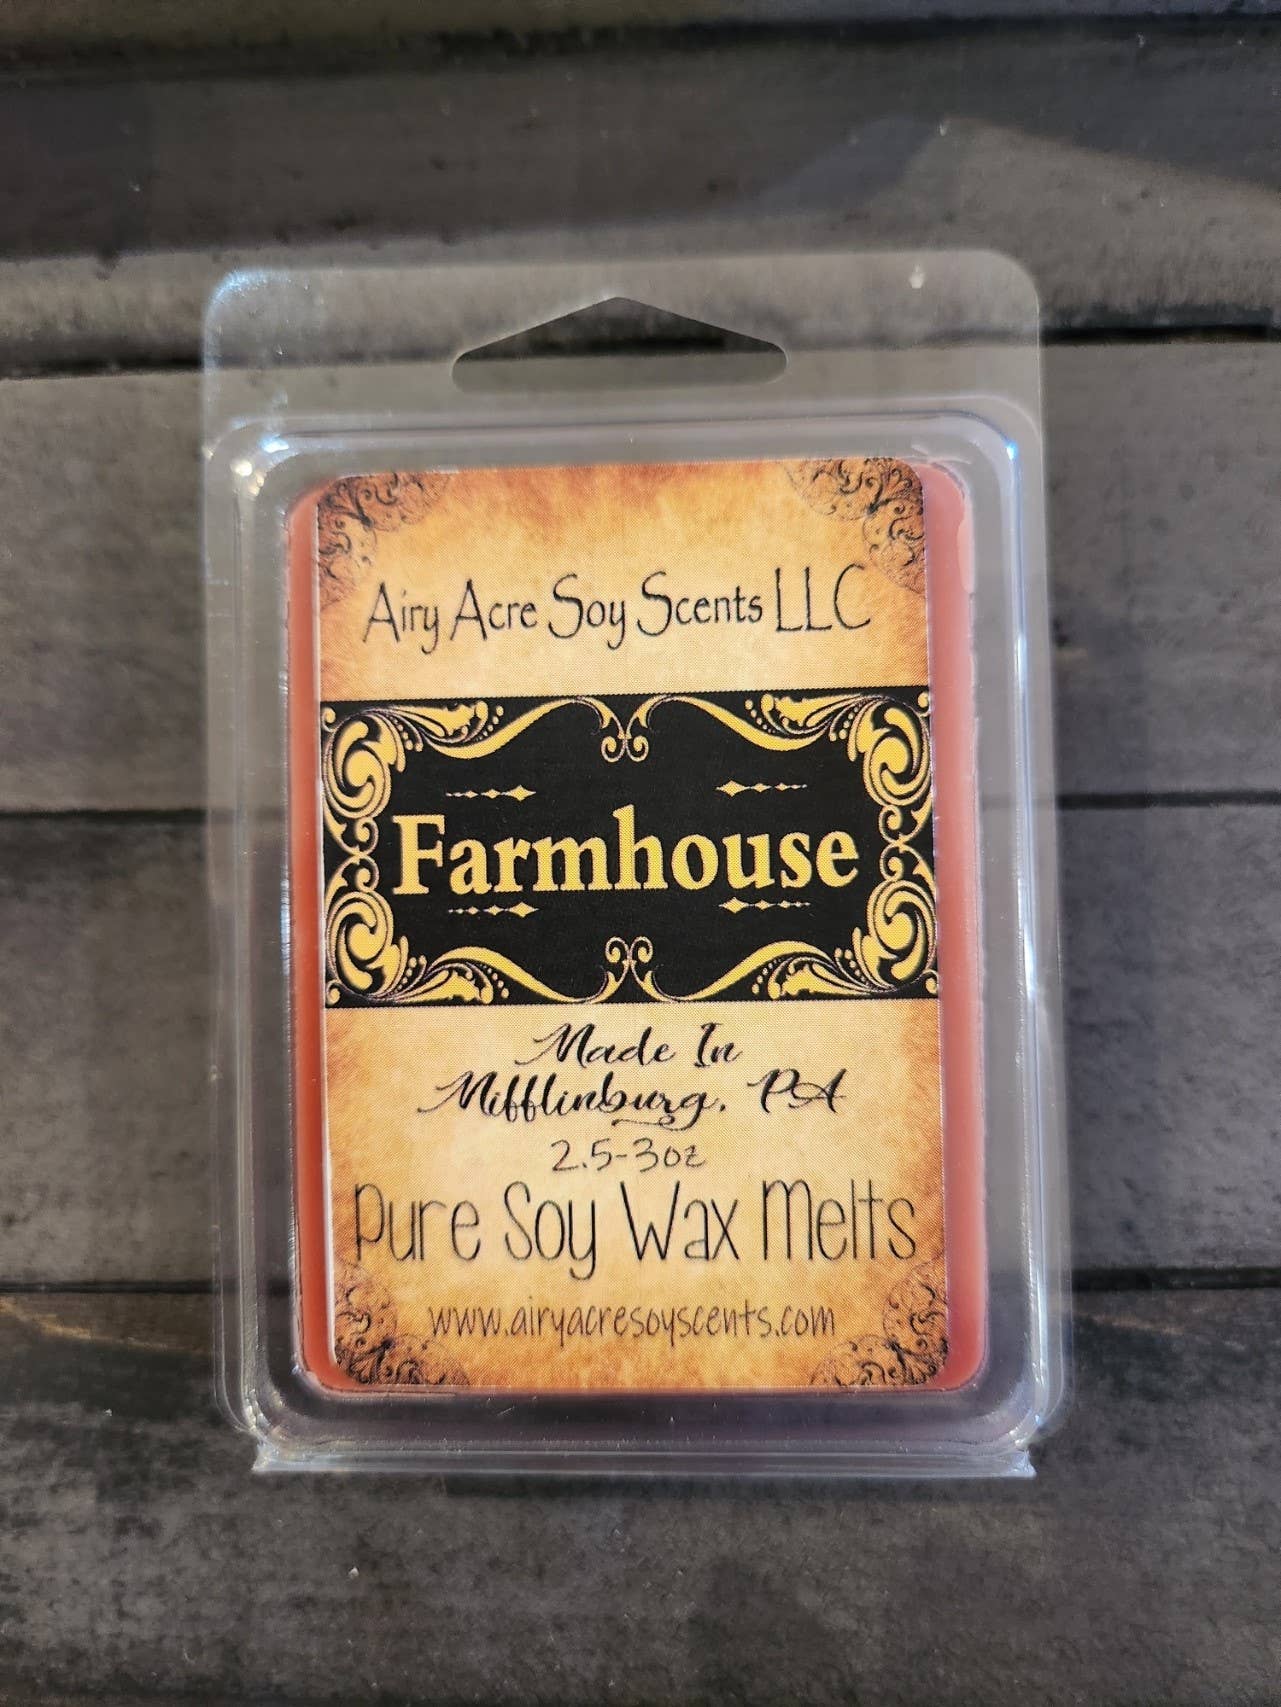 Airy Acre Soy Scents LLC
Farmhouse
Made In
Mifflinburg, PA
2.5-3oz
Pure Soy Wax Melts
www.airyacresoyscents.com